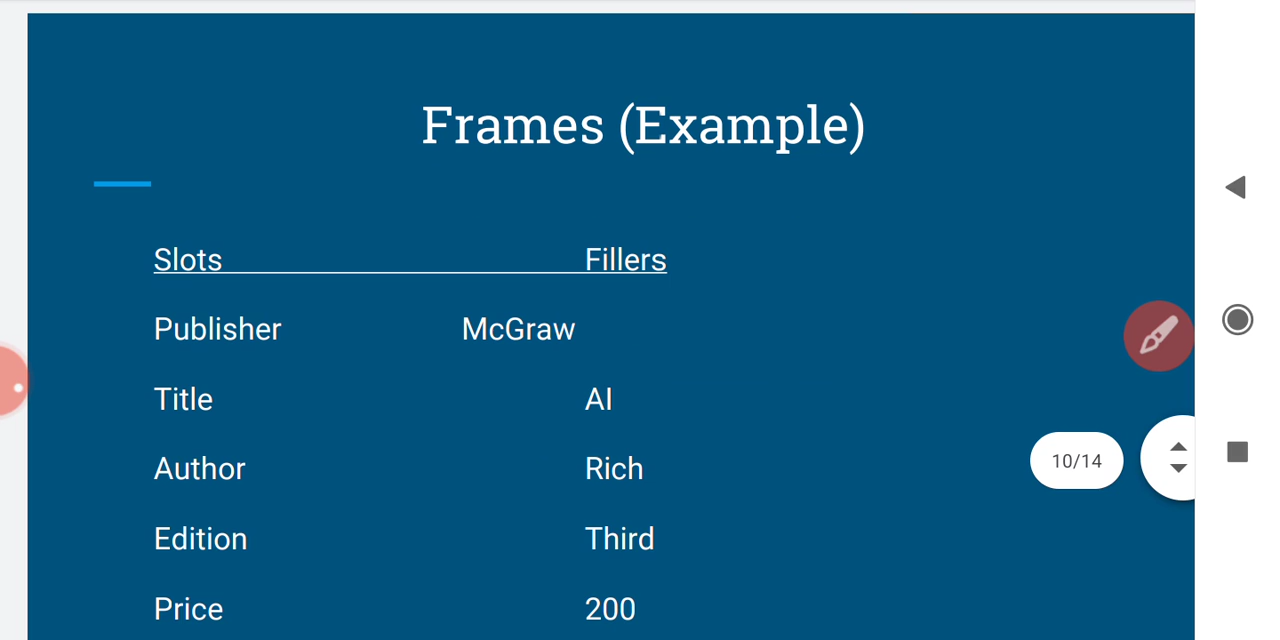 Frames (Example)
Slots Fillers
Publisher McGraw
Title AI
Author Rich
Edition Third
10/14
Price 200